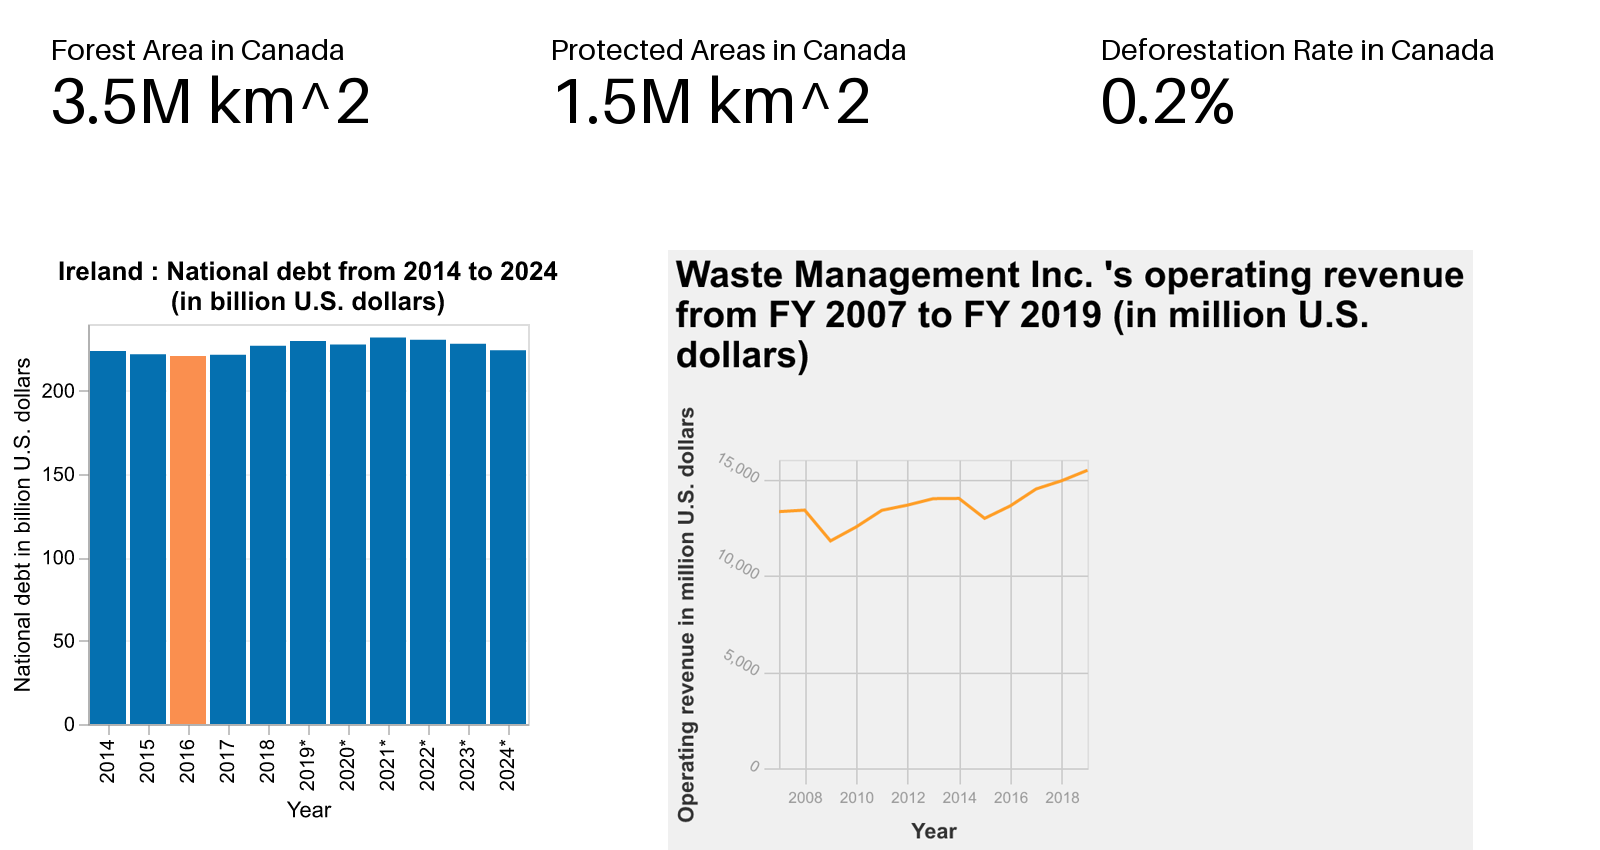 Forest Area in Canada
3.5M km^2
Protected Areas in Canada
1.5M km^2
Deforestation Rate in Canada
0.2%
Ireland : National debt from 2014 to 2024
(in billion U.S. dollars)
National debt in billion U.S. dollars
200
150
100
50
0
2014
2015
2016
2017
2018
2019*
2020*
2021*
2022*
2023*
2024*
Year
Waste Management Inc. 's operating revenue
from FY 2007 to FY 2019 (in million U.S.
dollars)
Operating revenue in million U.S. dollars
15,000
10,000
5,000
0
2008
2010
2012
2014
2016
2018
Year